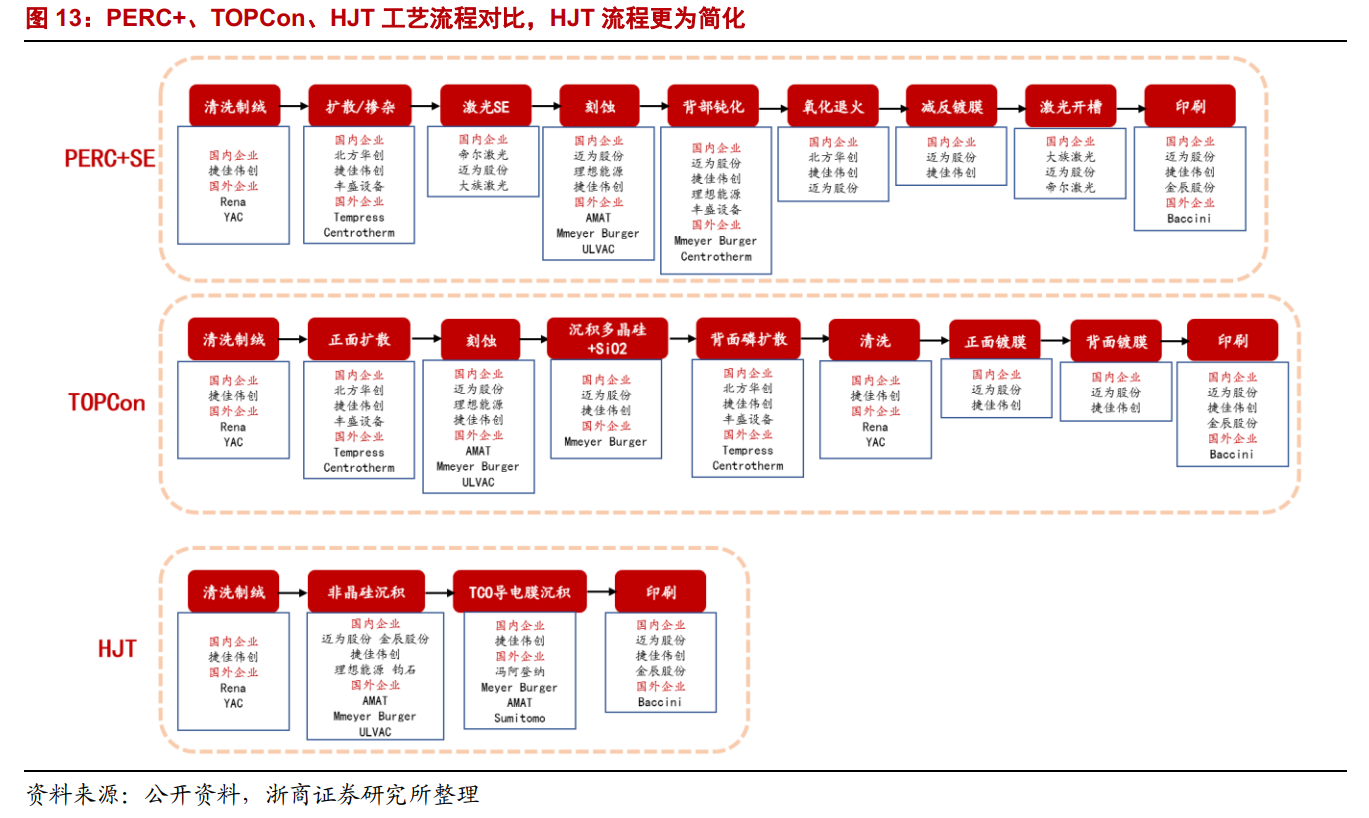 图 13：PERC+、TOPCon、HJT 工艺流程对比，HJT 流程更为简化
PERC+SE
清洗制绒
国内企业
捷佳伟创
国外企业
Rena
YAC
扩散/掺杂
国内企业
北方华创
捷佳伟创
丰盛设备
国外企业
Tempress
Centrotherm
激光SE
国内企业
帝尔激光
迈为股份
大族激光
刻蚀
国内企业
迈为股份
理想能源
捷佳伟创
国外企业
AMAT
Mmeyer Burger
ULVAC
背部钝化
国内企业
迈为股份
捷佳伟创
理想能源
丰盛设备
国外企业
Mmeyer Burger
Centrotherm
氧化退火
国内企业
北方华创
捷佳伟创
迈为股份
减反镀膜
国内企业
迈为股份
捷佳伟创
激光开槽
国内企业
大族激光
迈为股份
帝尔激光
印刷
国内企业
迈为股份
捷佳伟创
金辰股份
国外企业
Baccini
TOPCon
清洗制绒
国内企业
捷佳伟创
国外企业
Rena
YAC
正面扩散
国内企业
北方华创
捷佳伟创
丰盛设备
国外企业
Tempress
Centrotherm
刻蚀
国内企业
迈为股份
理想能源
捷佳伟创
国外企业
AMAT
Mmeyer Burger
ULVAC
沉积多晶硅
+SiO2
国内企业
迈为股份
捷佳伟创
国外企业
Mmeyer Burger
背面磷扩散
国内企业
北方华创
捷佳伟创
丰盛设备
国外企业
Tempress
Centrotherm
清洗
国内企业
捷佳伟创
国外企业
Rena
YAC
正面镀膜
国内企业
迈为股份
捷佳伟创
背面镀膜
国内企业
迈为股份
捷佳伟创
印刷
国内企业
迈为股份
捷佳伟创
金辰股份
国外企业
Baccini
HJT
清洗制绒
国内企业
捷佳伟创
国外企业
Rena
YAC
非晶硅沉积
国内企业
迈为股份 金辰股份
捷佳伟创
理想能源 钧石
国外企业
AMAT
Mmeyer Burger
ULVAC
TCO导电膜沉积
国内企业
捷佳伟创
国外企业
冯阿登纳
Meyer Burger
AMAT
Sumitomo
印刷
国内企业
迈为股份
捷佳伟创
金辰股份
国外企业
Baccini
资料来源：公开资料，浙商证券研究所整理